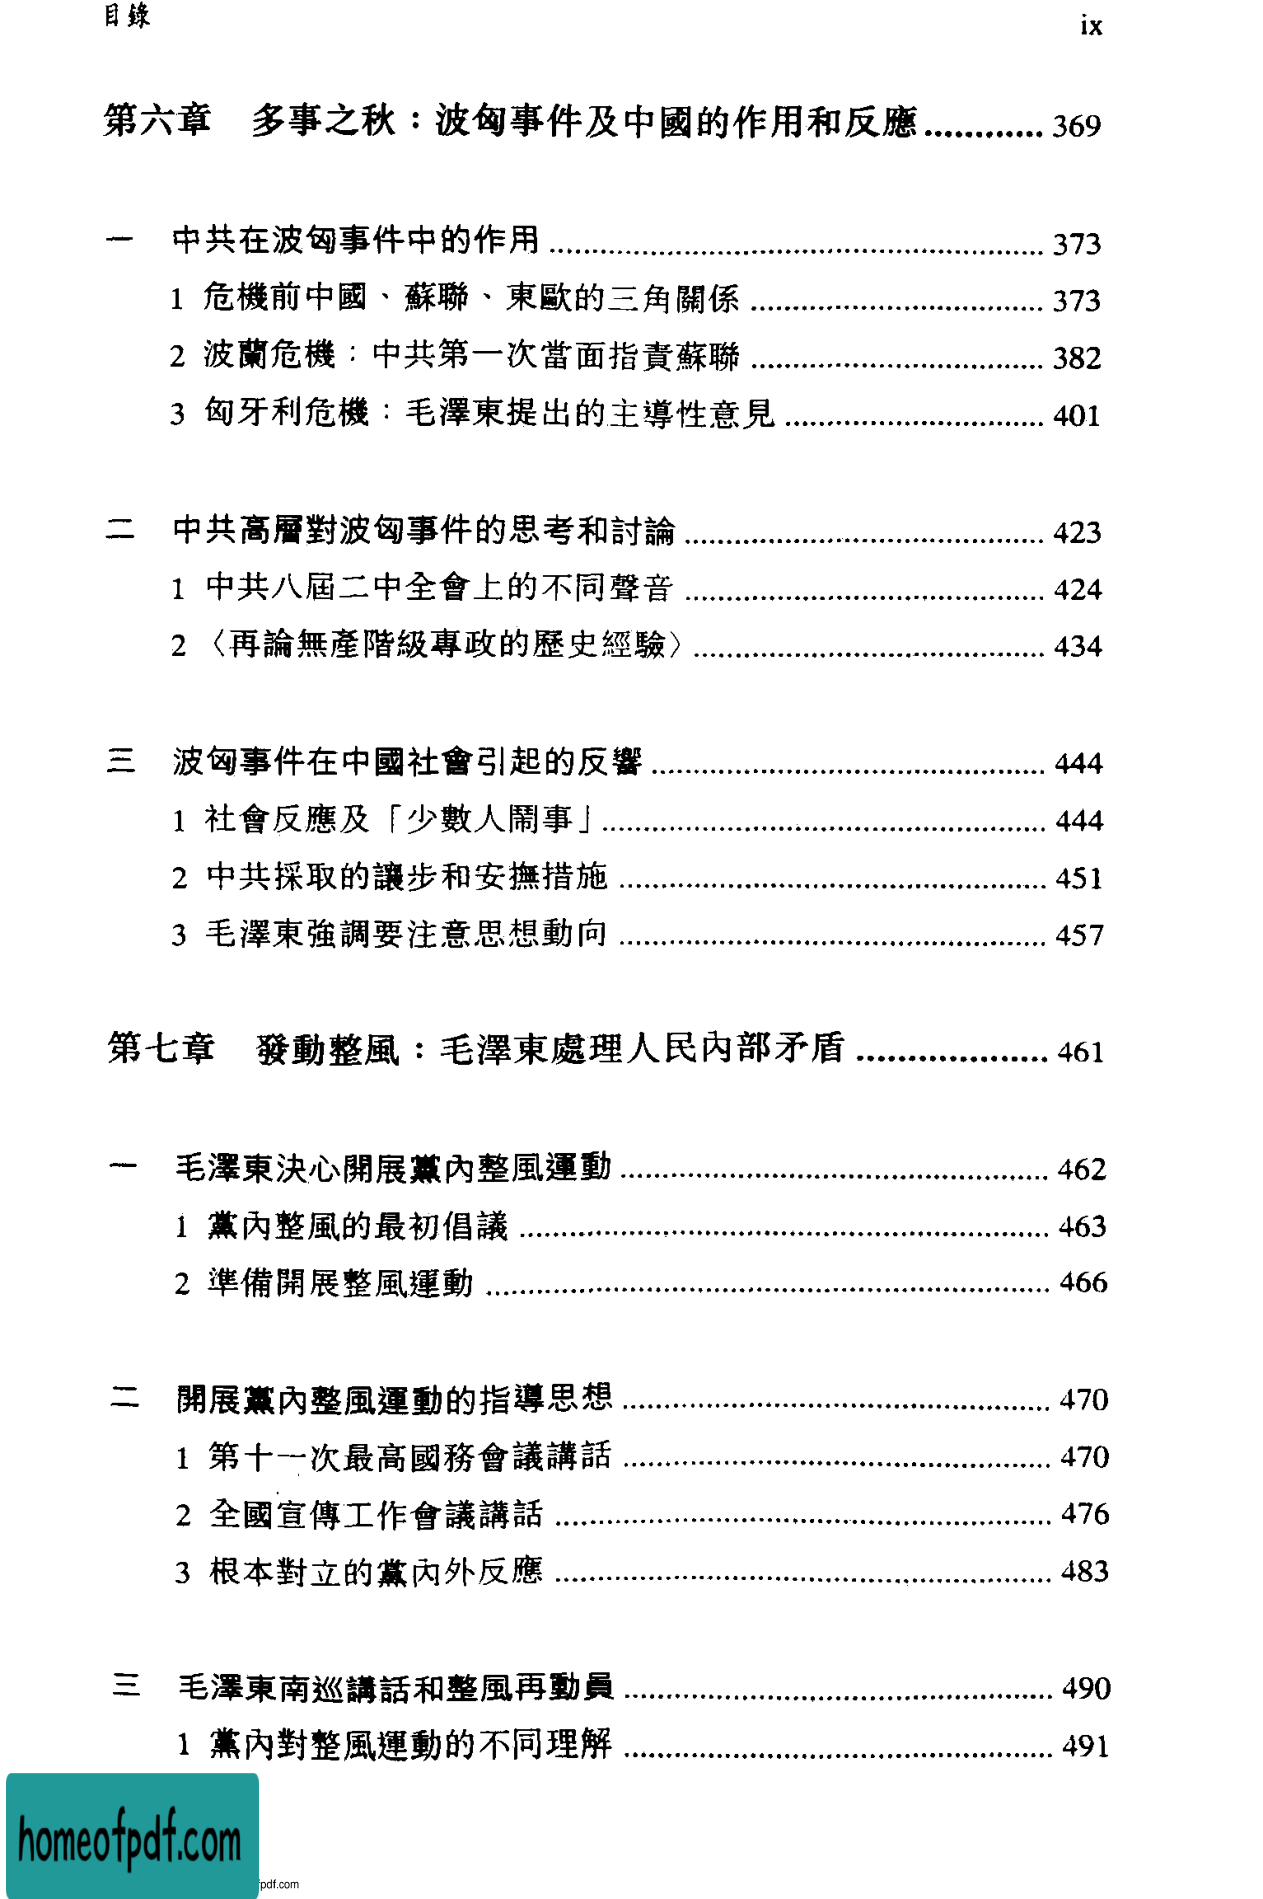 目錄 ix
第六章 多事之秋：波匈事件及中國的作用和反應............ 369
一 中共在波匈事件中的作用 ............ 373
1 危機前中國、蘇聯、東歐的三角關係 ............ 373
2 波蘭危機：中共第一次當面指責蘇聯 ............ 382
3 匈牙利危機：毛澤東提出的主導性意見 ............ 401
二 中共高層對波匈事件的思考和討論 ............ 423
1 中共八屆二中全會上的不同聲音 ............ 424
2 〈再論無產階級專政的歷史經驗〉............ 434
三 波匈事件在中國社會引起的反響 ............ 444
1 社會反應及「少數人鬧事」............ 444
2 中共採取的讓步和安撫措施 ............ 451
3 毛澤東強調要注意思想動向 ............ 457
第七章 發動整風：毛澤東處理人民內部矛盾 ............ 461
一 毛澤東決心開展黨內整風運動 ............ 462
1 黨內整風的最初倡議 ............ 463
2 準備開展整風運動 ............ 466
二 開展黨內整風運動的指導思想 ............ 470
1 第十一次最高國務會議講話 ............ 470
2 全國宣傳工作會議講話 ............ 476
3 根本對立的黨內外反應 ............ 483
三 毛澤東南巡講話和整風再動員 ............ 490
1 黨內對整風運動的不同理解 ............ 491
homeofpdf.com
fpdf.com